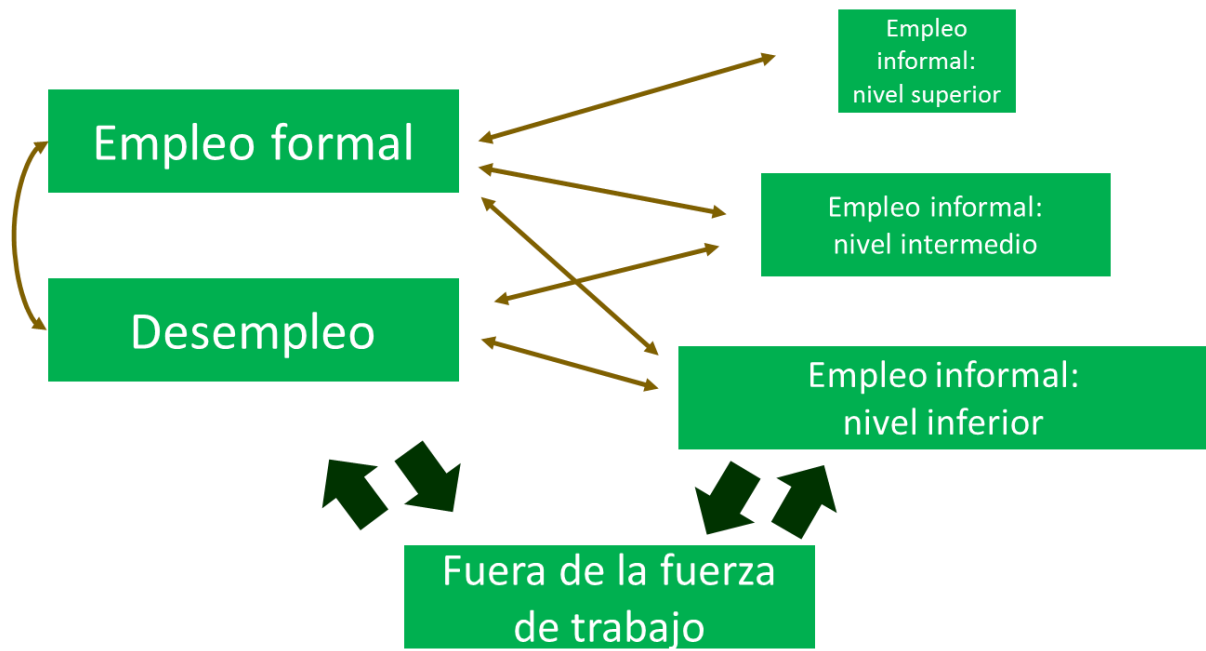 Empleo formal
Desempleo
Empleo
informal:
nivel superior
Empleo informal:
nivel intermedio
Empleo informal:
nivel inferior
Fuera de la fuerza
de trabajo